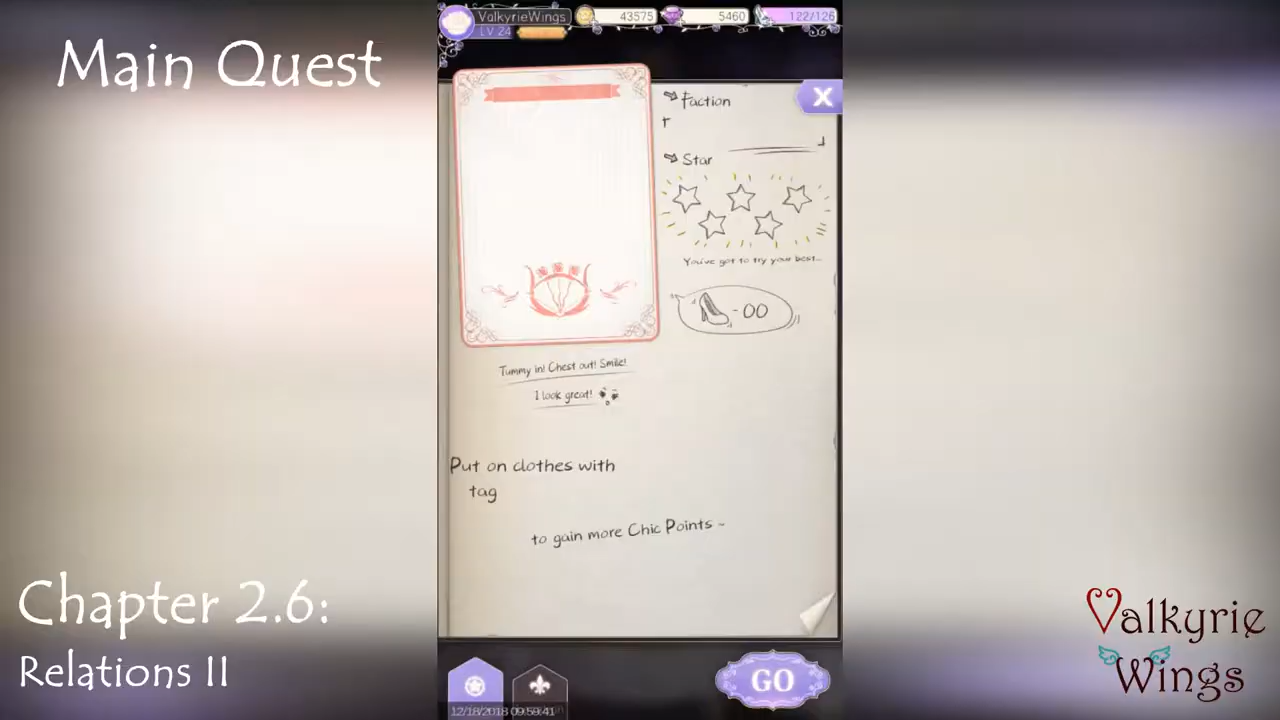 Main Quest
ValkyrieWings
LV 24
43575
5460
122/126
X
Faction
Star
You've got to try your best...
-00
Tummy in! Chest out! Smile!
I look great!
Put on clothes with
tag
to gain more Chic Points ~
GO
12/18/2018 09:59:41
Chapter 2.6:
Relations II
Valkyrie
Wings